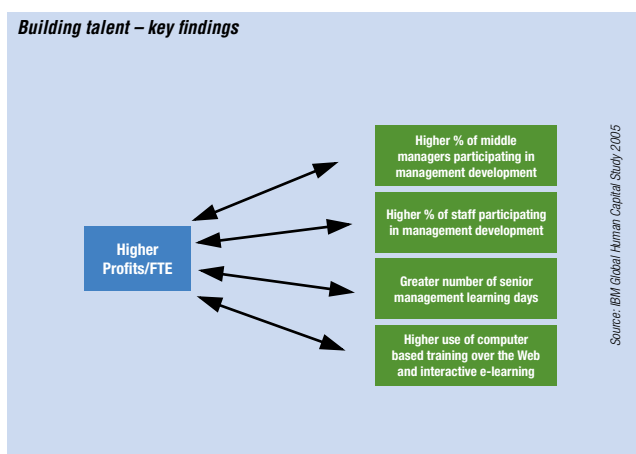 Building talent – key findings
Higher
Profits/FTE
Higher % of middle
managers participating in
management development
Higher % of staff participating
in management development
Greater number of senior
management learning days
Higher use of computer
based training over the Web
and interactive e-learning
Source: IBM Global Human Capital Study 2005